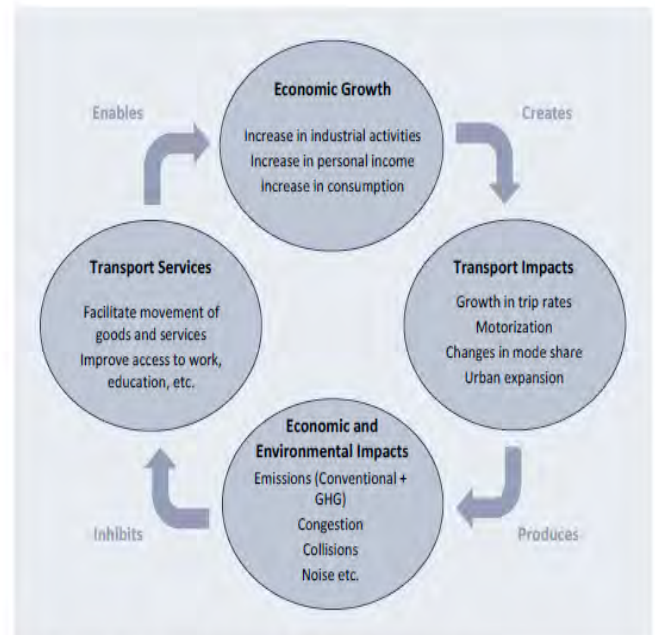 Economic Growth
Increase in industrial activities
Increase in personal income
Increase in consumption
Enables
Creates
Transport Services
Facilitate movement of
goods and services
Improve access to work,
education, etc.
Transport Impacts
Growth in trip rates
Motorization
Changes in mode share
Urban expansion
Economic and
Environmental Impacts
Emissions (Conventional +
GHG)
Congestion
Collisions
Noise etc.
Inhibits
Produces